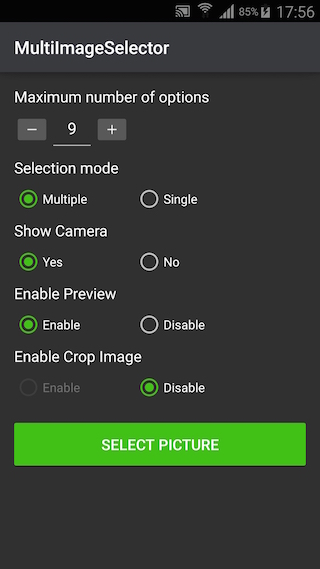 85% 17:56
MultiImageSelector
Maximum number of options
− 9 +
Selection mode
Multiple Single
Show Camera
Yes No
Enable Preview
Enable Disable
Enable Crop Image
Enable Disable
SELECT PICTURE